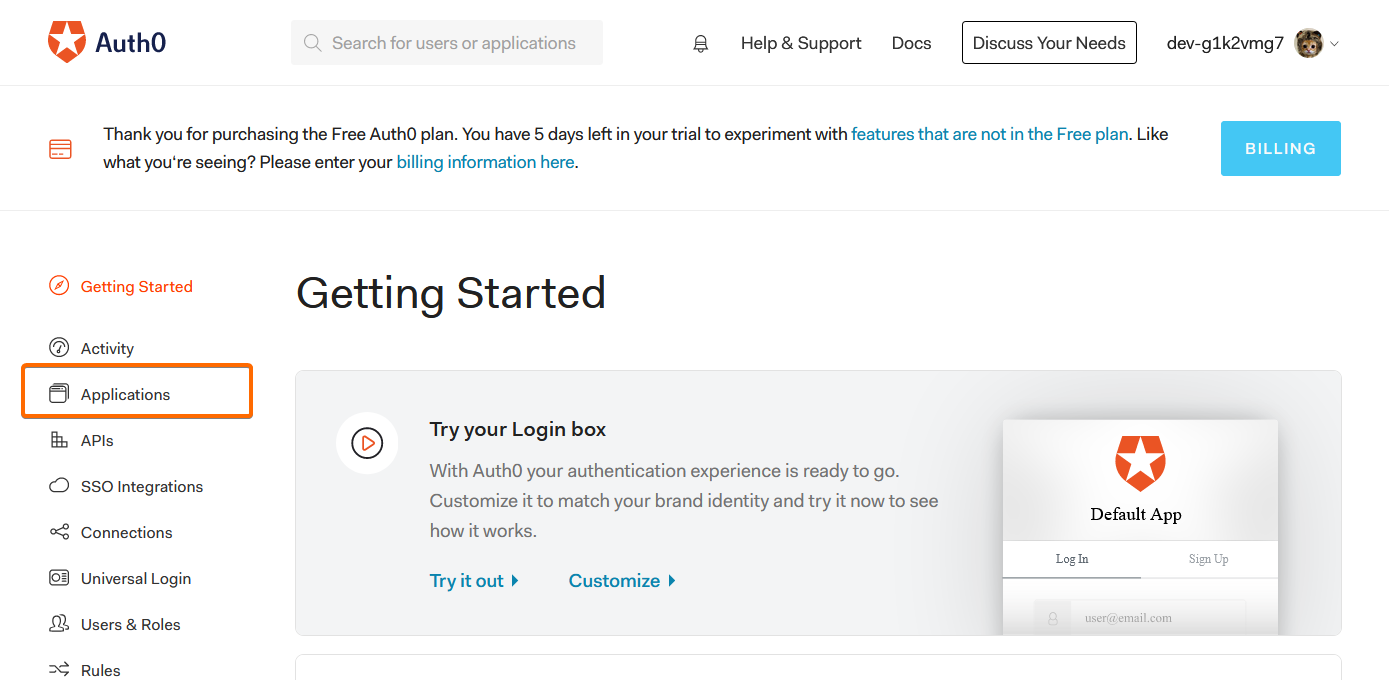 Auth0
Search for users or applications
Help & Support
Docs
Discuss Your Needs
dev-g1k2vmg7
Thank you for purchasing the Free Auth0 plan. You have 5 days left in your trial to experiment with features that are not in the Free plan. Like
what you‘re seeing? Please enter your billing information here.
BILLING
Getting Started
Activity
Applications
APIs
SSO Integrations
Connections
Universal Login
Users & Roles
Rules
Getting Started
Try your Login box
With Auth0 your authentication experience is ready to go.
Customize it to match your brand identity and try it now to see
how it works.
Try it out
Customize
Default App
Log In
Sign Up
user@email.com